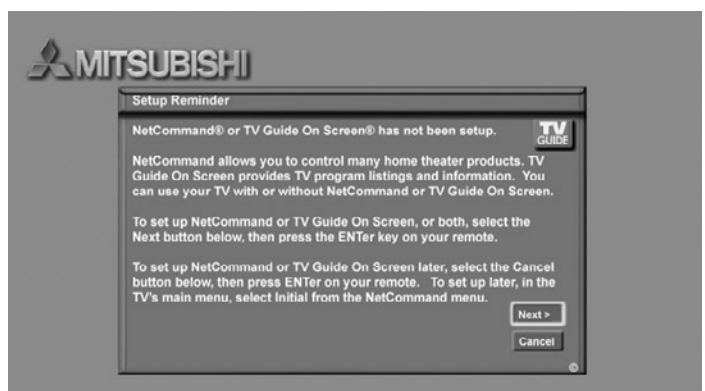 MITSUBISHI
Setup Reminder
NetCommand® or TV Guide On Screen® has not been setup.
TV
GUIDE
NetCommand allows you to control many home theater products. TV
Guide On Screen provides TV program listings and information. You
can use your TV with or without NetCommand or TV Guide On Screen.
To set up NetCommand or TV Guide On Screen, or both, select the
Next button below, then press the ENTer key on your remote.
To set up NetCommand or TV Guide On Screen later, select the Cancel
button below, then press ENTer on your remote. To set up later, in the
TV's main menu, select Initial from the NetCommand menu.
Next >
Cancel
©